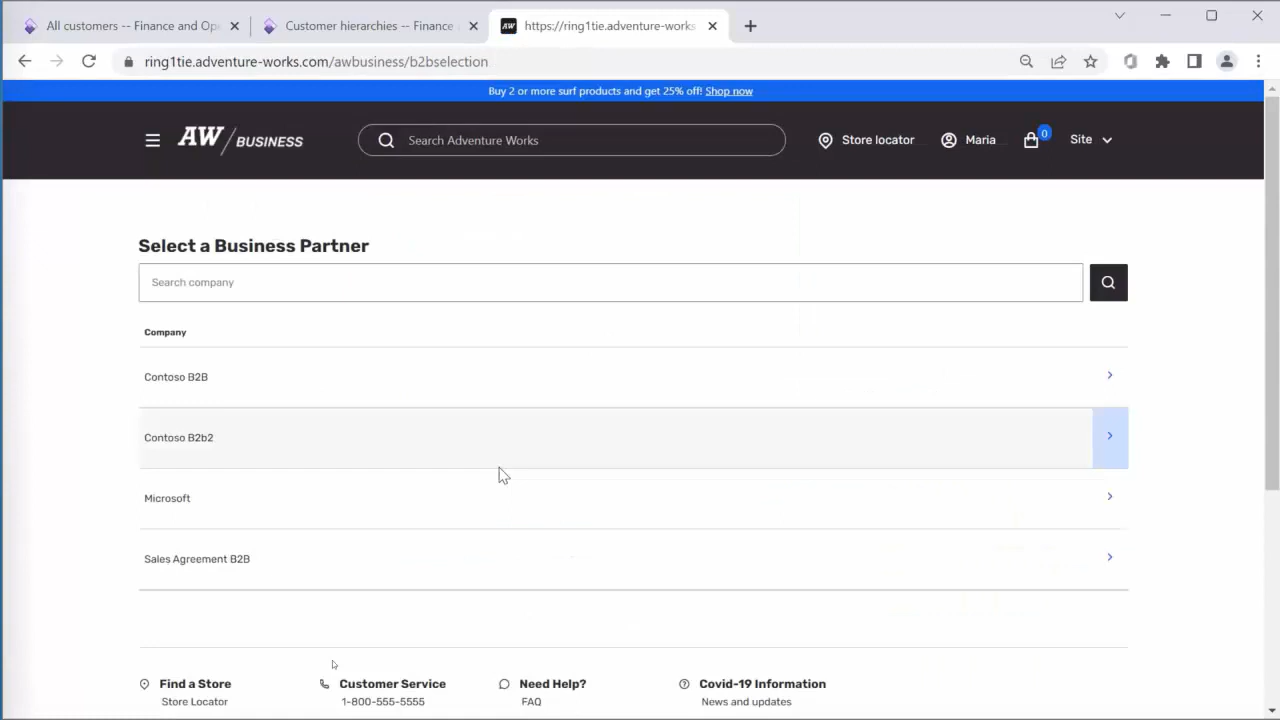 All customers -- Finance and Ope
Customer hierarchies -- Finance
https://ring1tie.adventure-works
ring1tie.adventure-works.com/awbusiness/b2bselection
Buy 2 or more surf products and get 25% off! Shop now
AW / BUSINESS
Search Adventure Works
Store locator
Maria
0
Site
Select a Business Partner
Search company
Company
Contoso B2B
Contoso B2b2
Microsoft
Sales Agreement B2B
Find a Store
Store Locator
Customer Service
1-800-555-5555
Need Help?
FAQ
Covid-19 Information
News and updates